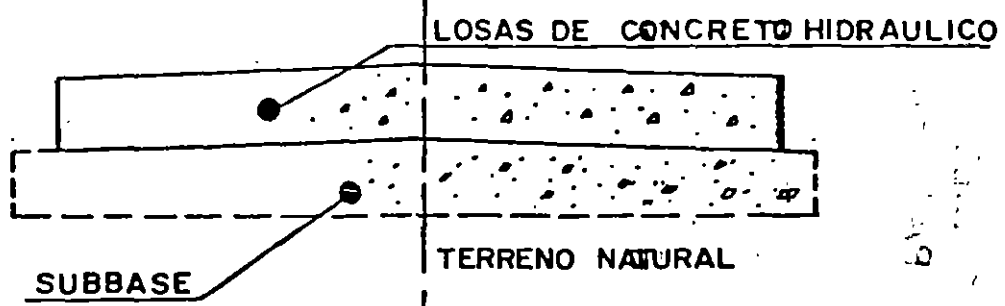 LOSAS DE CONCRETO HIDRAULICO
TERRENO NATURAL
SUBBASE